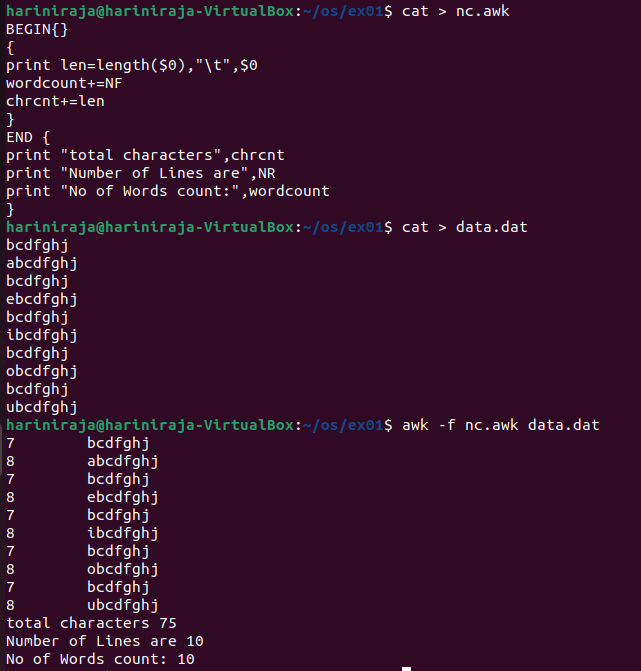 hariniraja@hariniraja-VirtualBox:~/os/ex01$ cat > nc.awk
BEGIN{}
{
print len=length($0),"\t",$0
wordcount+=NF
chrcnt+=len
}
END {
print "total characters",chrcnt
print "Number of Lines are",NR
print "No of Words count:",wordcount
}
hariniraja@hariniraja-VirtualBox:~/os/ex01$ cat > data.dat
bcdfghj
abcdfghj
bcdfghj
ebcdfghj
bcdfghj
ibcdfghj
bcdfghj
obcdfghj
bcdfghj
ubcdfghj
hariniraja@hariniraja-VirtualBox:~/os/ex01$ awk -f nc.awk data.dat
7 	 bcdfghj
8 	 abcdfghj
7 	 bcdfghj
8 	 ebcdfghj
7 	 bcdfghj
8 	 ibcdfghj
7 	 bcdfghj
8 	 obcdfghj
7 	 bcdfghj
8 	 ubcdfghj
total characters 75
Number of Lines are 10
No of Words count: 10